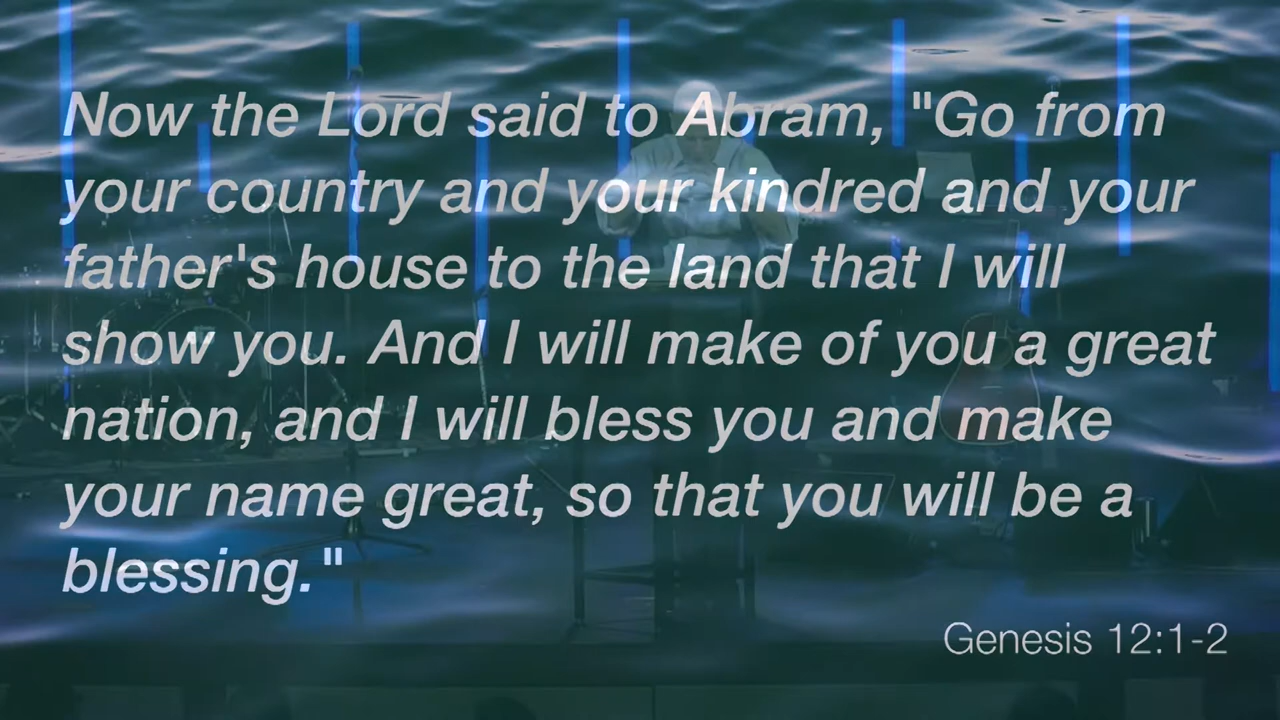 Now the Lord said to Abram, "Go from
your country and your kindred and your
father's house to the land that I will
show you. And I will make of you a great
nation, and I will bless you and make
your name great, so that you will be a
blessing."
Genesis 12:1-2